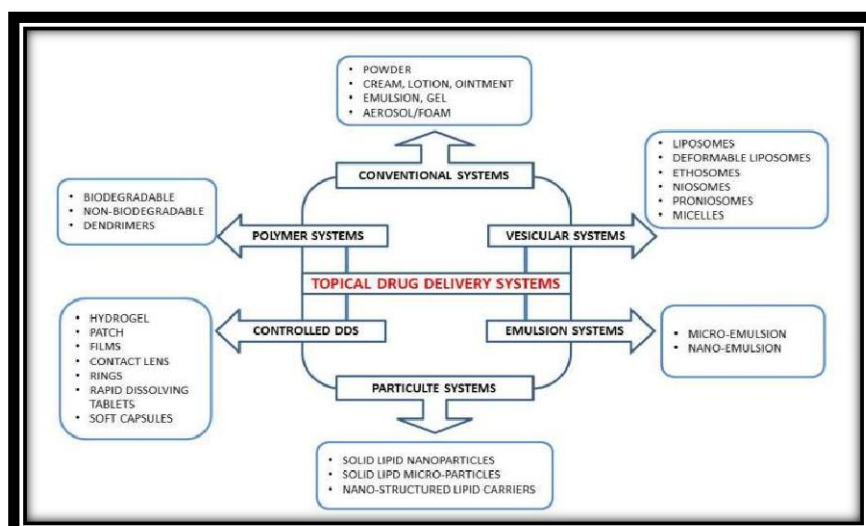 POWDER
CREAM, LOTION, OINTMENT
EMULSION, GEL
AEROSOL/FOAM
CONVENTIONAL SYSTEMS
LIPOSOMES
DEFORMABLE LIPOSOMES
ETHOSOMES
NIOSOMES
PRONIOSOMES
MICELLES
BIODEGRADABLE
NON-BIODEGRADABLE
DENDRIMERS
POLYMER SYSTEMS
VESICULAR SYSTEMS
TOPICAL DRUG DELIVERY SYSTEMS
HYDROGEL
PATCH
FILMS
CONTACT LENS
RINGS
RAPID DISSOLVING
TABLETS
SOFT CAPSULES
CONTROLLED DDS
EMULSION SYSTEMS
MICRO-EMULSION
NANO-EMULSION
PARTICULTE SYSTEMS
SOLID LIPID NANOPARTICLES
SOLID LIPD MICRO-PARTICLES
NANO-STRUCTURED LIPID CARRIERS